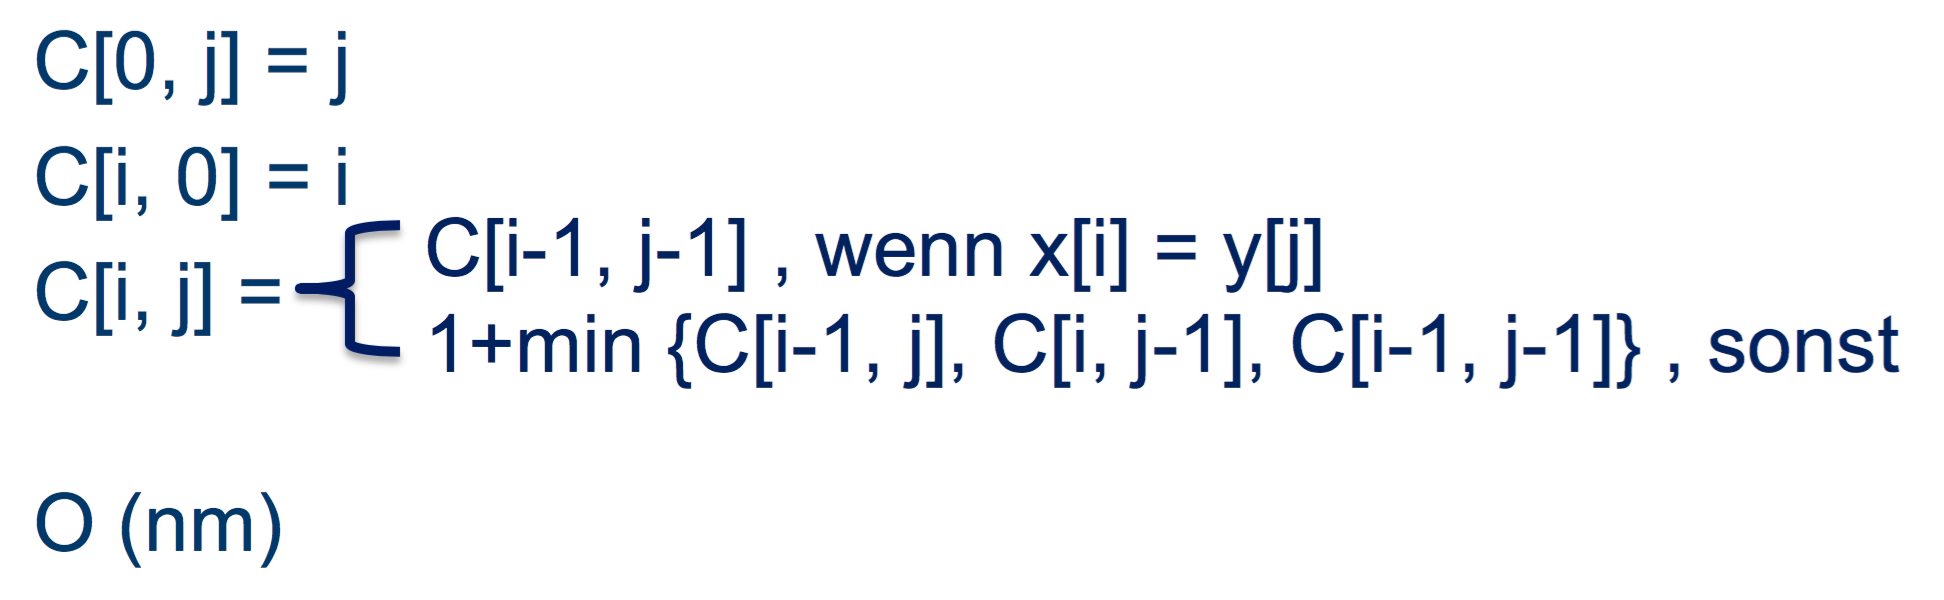 C[0, j] = j
C[i, 0] = i
C[i, j] =
C[i-1, j-1] , wenn x[i] = y[j]
1+min {C[i-1, j], C[i, j-1], C[i-1, j-1]} , sonst
O (nm)